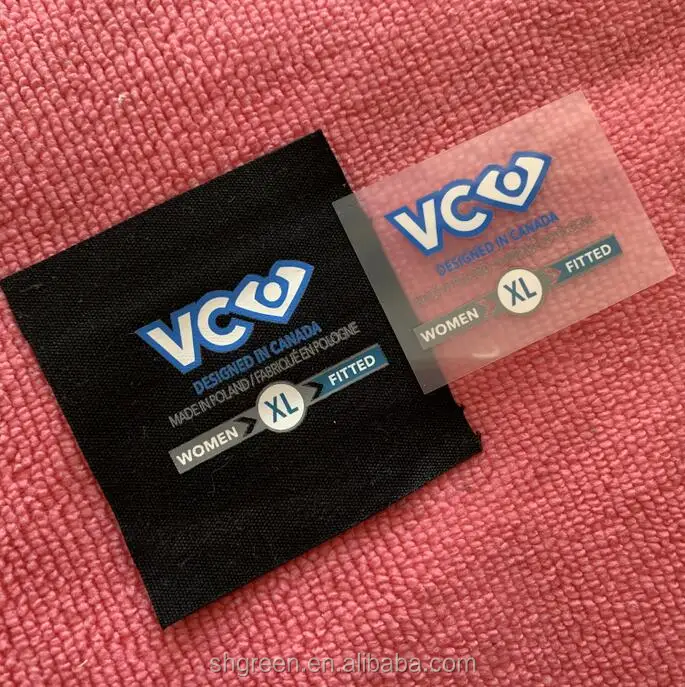 VC
DESIGNED IN CANADA
MADE IN POLAND / FABRIQUÉ EN POLOGNE
WOMEN XL FITTED
VC
DESIGNED IN CANADA
WOMEN XL FITTED
shgreen.en.alibaba.com